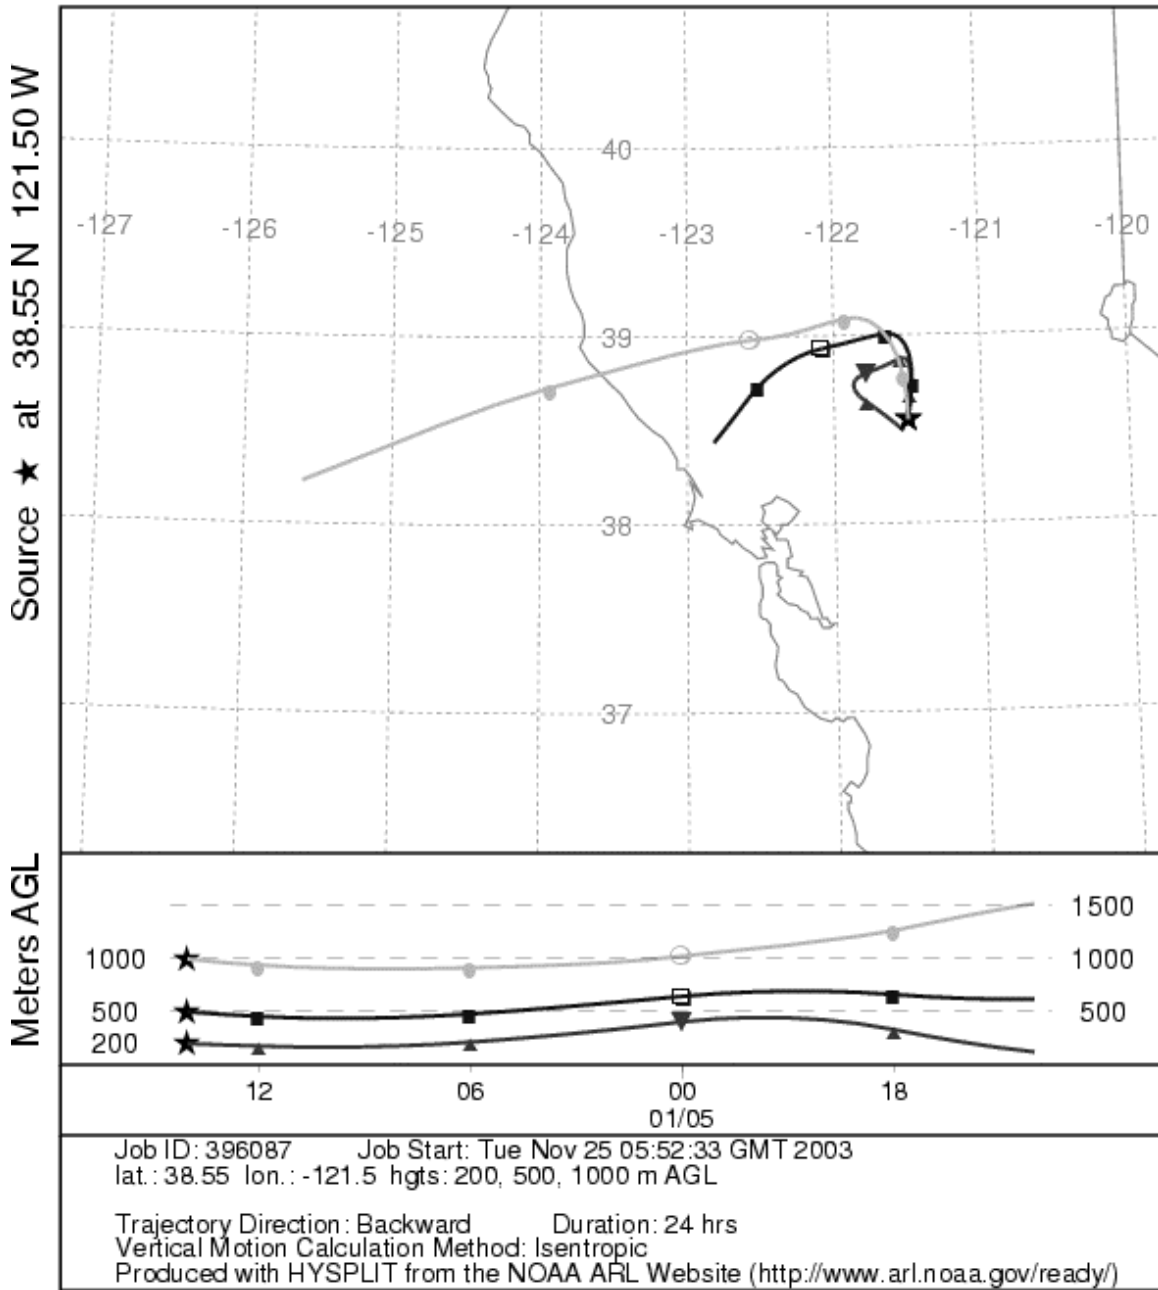 Source ★ at 38.55 N 121.50 W
40
-127 -126 -125 -124 -123 -122 -121 -120
39
38
37
Meters AGL
1500
1000 1000
500 500
200
12 06 00 18
01/05
Job ID: 396087 Job Start: Tue Nov 25 05:52:33 GMT 2003
lat.: 38.55 lon.: -121.5 hgts: 200, 500, 1000 m AGL
Trajectory Direction: Backward Duration: 24 hrs
Vertical Motion Calculation Method: Isentropic
Produced with HYSPLIT from the NOAA ARL Website (http://www.arl.noaa.gov/ready/)